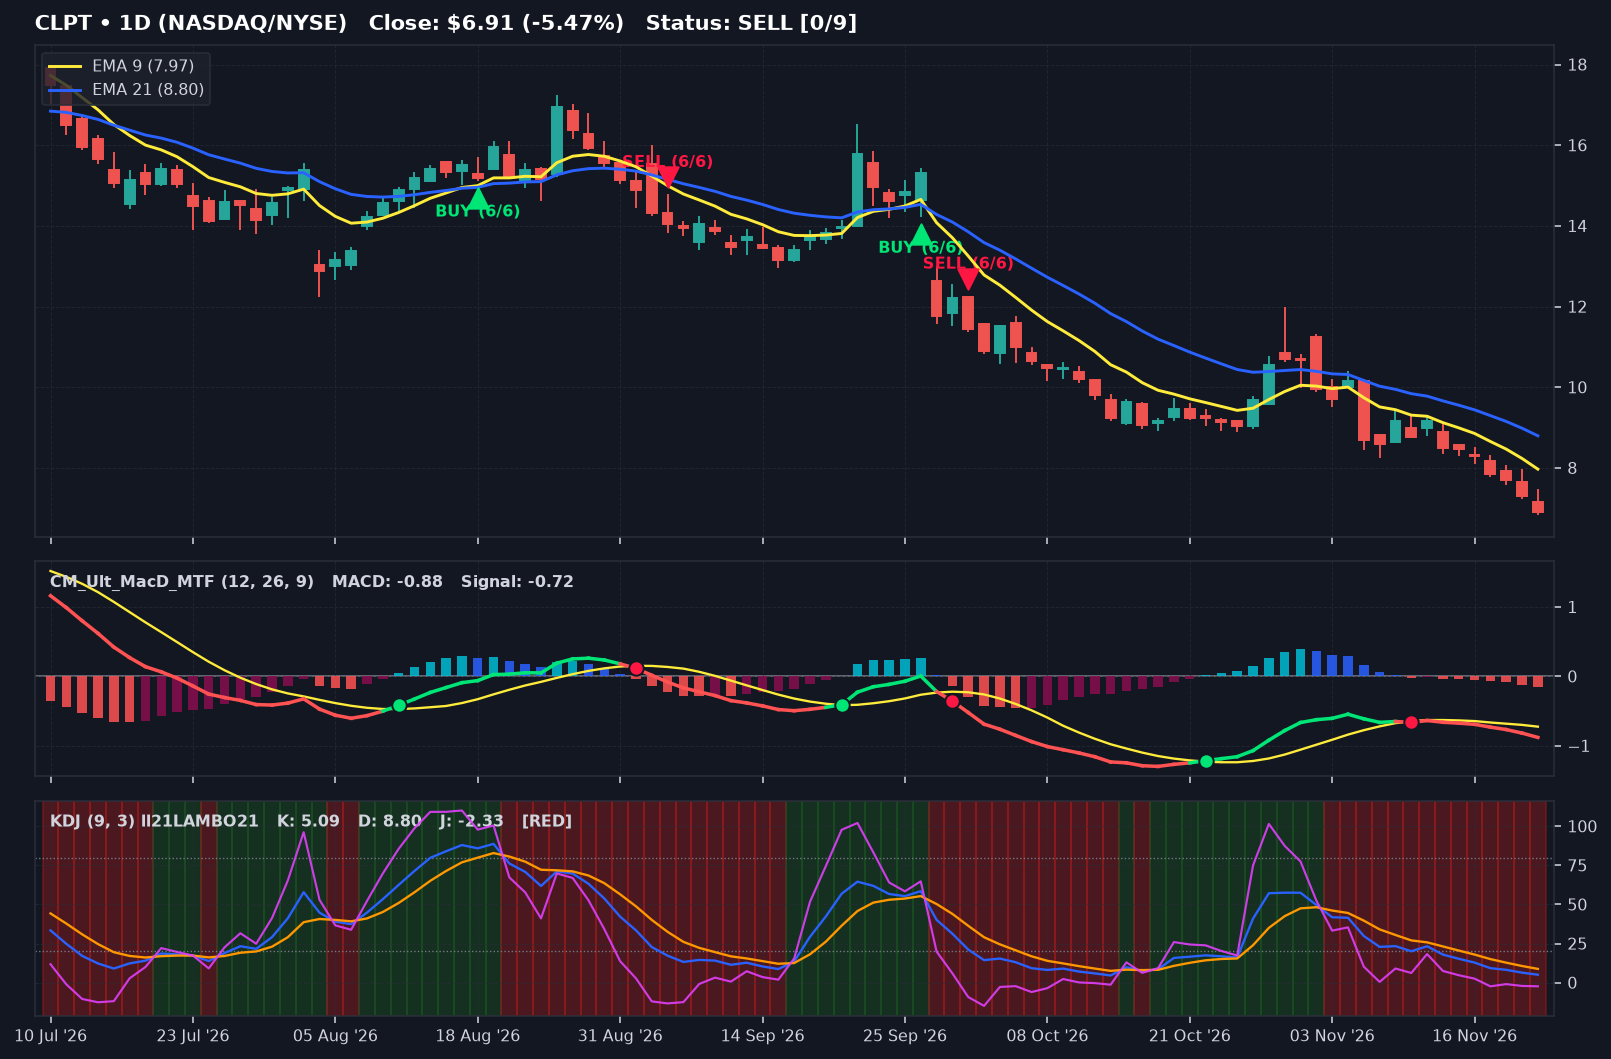 CLPT • 1D (NASDAQ/NYSE)   Close: $6.91 (-5.47%)   Status: SELL [0/9]
EMA 9 (7.97)
EMA 21 (8.80)
18
16
14
12
10
8
SELL (6/6)
BUY (6/6)
BUY (6/6)
SELL (6/6)
CM_Ult_MacD_MTF (12, 26, 9)   MACD: -0.88   Signal: -0.72
1
0
−1
KDJ (9, 3) II21LAMBO21   K: 5.09   D: 8.80   J: -2.33   [RED]
100
75
50
25
0
10 Jul '26   23 Jul '26   05 Aug '26   18 Aug '26   31 Aug '26   14 Sep '26   25 Sep '26   08 Oct '26   21 Oct '26   03 Nov '26   16 Nov '26